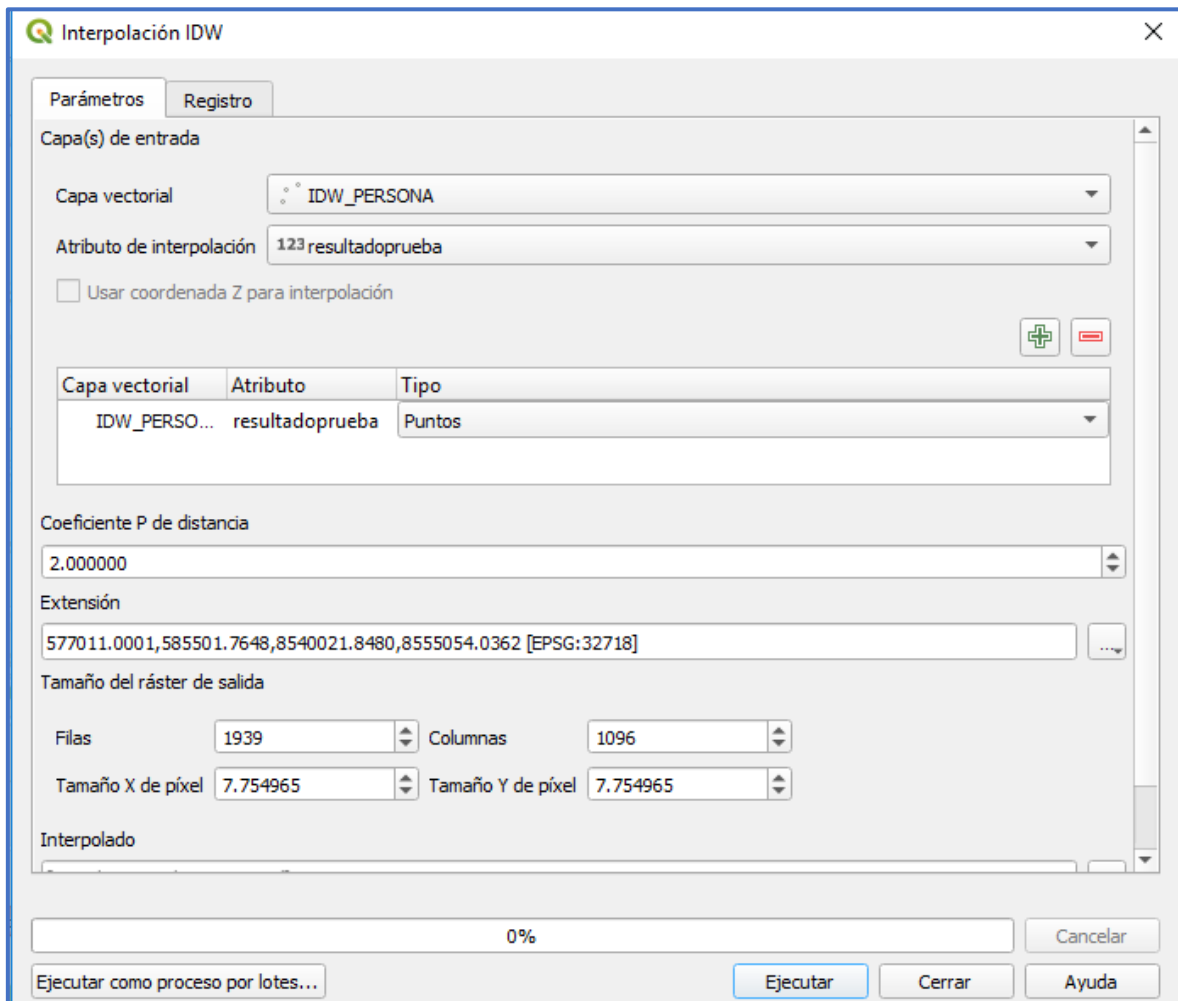 Interpolación IDW
Parámetros Registro
Capa(s) de entrada
Capa vectorial IDW_PERSONA
Atributo de interpolación 123 resultadoprueba
Usar coordenada Z para interpolación
Capa vectorial Atributo Tipo
IDW_PERSO... resultadoprueba Puntos
Coeficiente P de distancia
2.000000
Extensión
577011.0001,585501.7648,8540021.8480,8555054.0362 [EPSG:32718]
...
Tamaño del ráster de salida
Filas 1939 Columnas 1096
Tamaño X de píxel 7.754965 Tamaño Y de píxel 7.754965
Interpolado
0% Cancelar
Ejecutar como proceso por lotes... Ejecutar Cerrar Ayuda